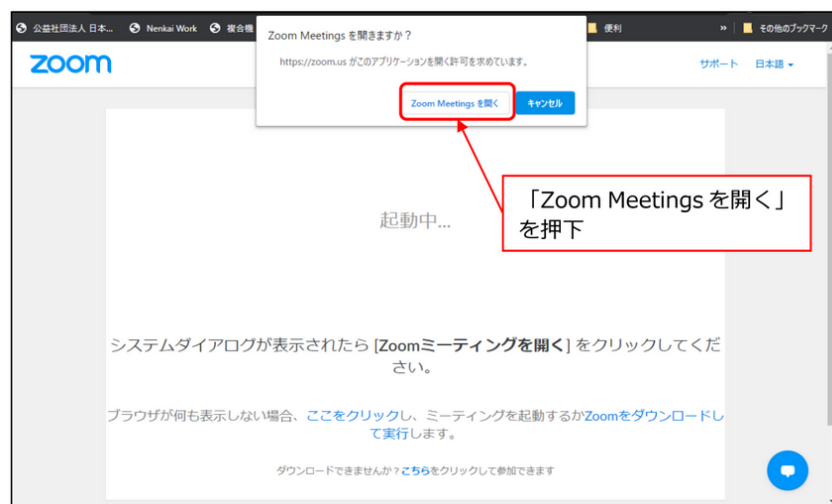 公益社団法人 日本... Nenkai Work 複合機 便利 » その他のブックマーク
Zoom Meetings を開きますか？
https://zoom.us がこのアプリケーションを開く許可を求めています。
Zoom Meetings を開く キャンセル
zoom サポート 日本語
「Zoom Meetings を開く」
を押下
起動中...
システムダイアログが表示されたら [Zoomミーティングを開く] をクリックしてくだ
さい。
ブラウザが何も表示しない場合、ここをクリックし、ミーティングを起動するかZoomをダウンロードし
て実行します。
ダウンロードできませんか？こちらをクリックして参加できます